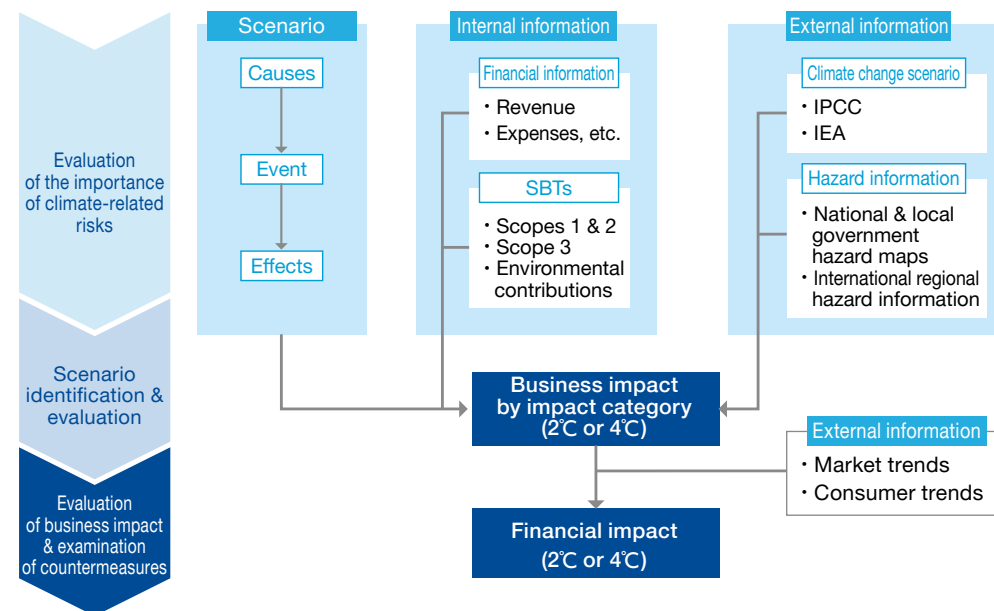 Evaluation
of the importance
of climate-related
risks
Scenario
identification &
evaluation
Evaluation
of business impact
& examination
of countermeasures
Scenario
Causes
Event
Effects
Internal information
Financial information
・Revenue
・Expenses, etc.
SBTs
・Scopes 1 & 2
・Scope 3
・Environmental
contributions
External information
Climate change scenario
・IPCC
・IEA
Hazard information
・National & local
government
hazard maps
・International regional
hazard information
Business impact
by impact category
(2℃ or 4℃)
External information
・Market trends
・Consumer trends
Financial impact
(2℃ or 4℃)